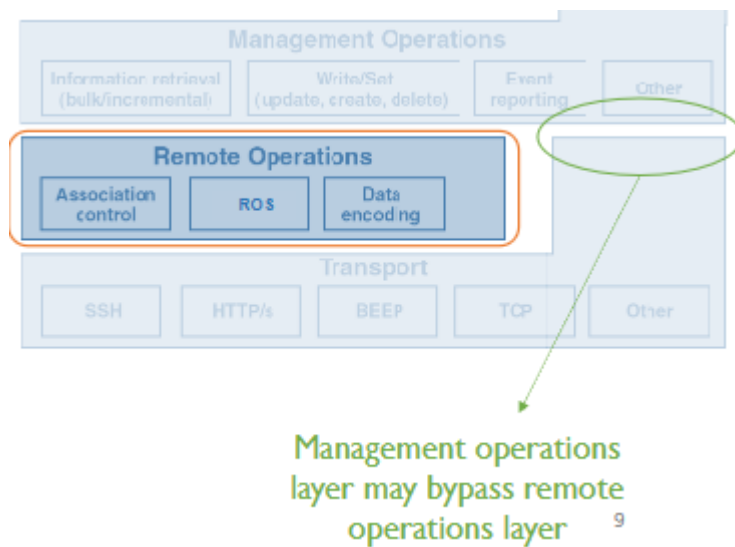 Management Operations
Information retrieval
(bulk/incremental)
Write/Set
(update, create, delete)
Event
reporting
Other
Remote Operations
Association
control
ROS
Data
encoding
Transport
SSH
HTTP/s
BEEP
TCP
Other
Management operations
layer may bypass remote
operations layer
9